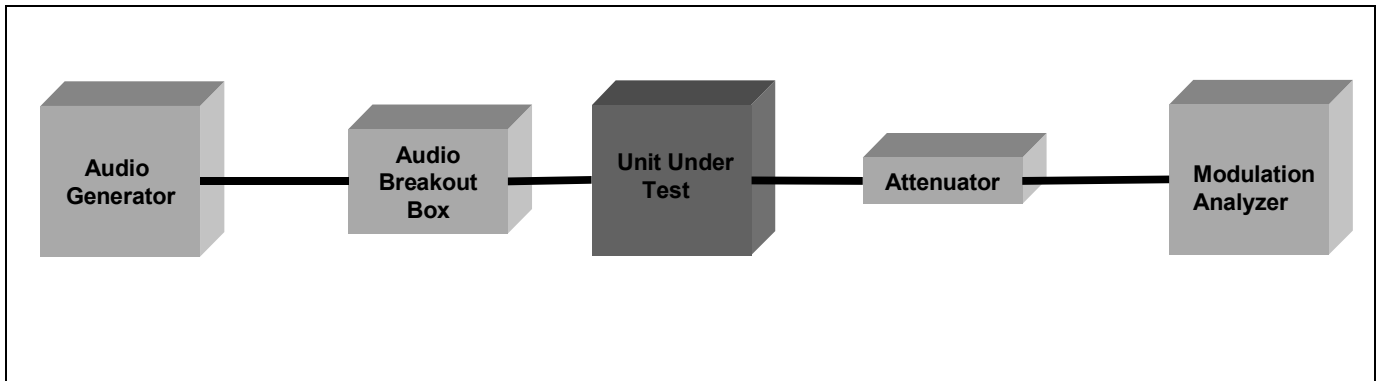 Audio
Generator
Audio
Breakout
Box
Unit Under
Test
Attenuator
Modulation
Analyzer